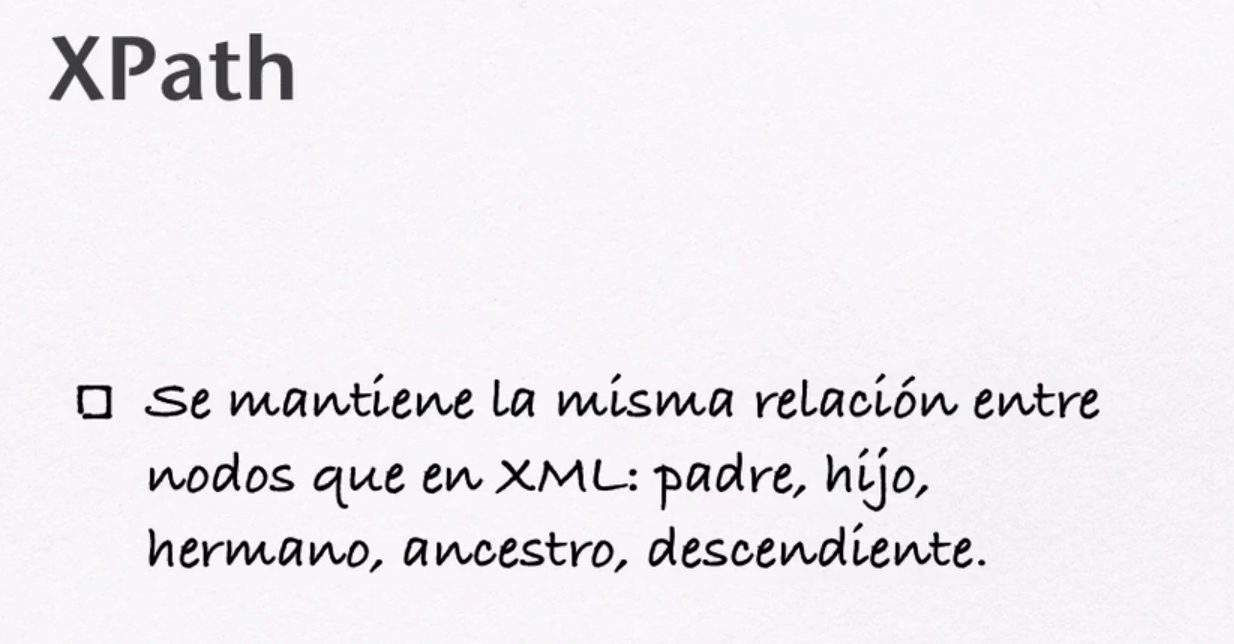 XPath
Se mantiene la misma relación entre
nodos que en XML: padre, hijo,
hermano, ancestro, descendiente.